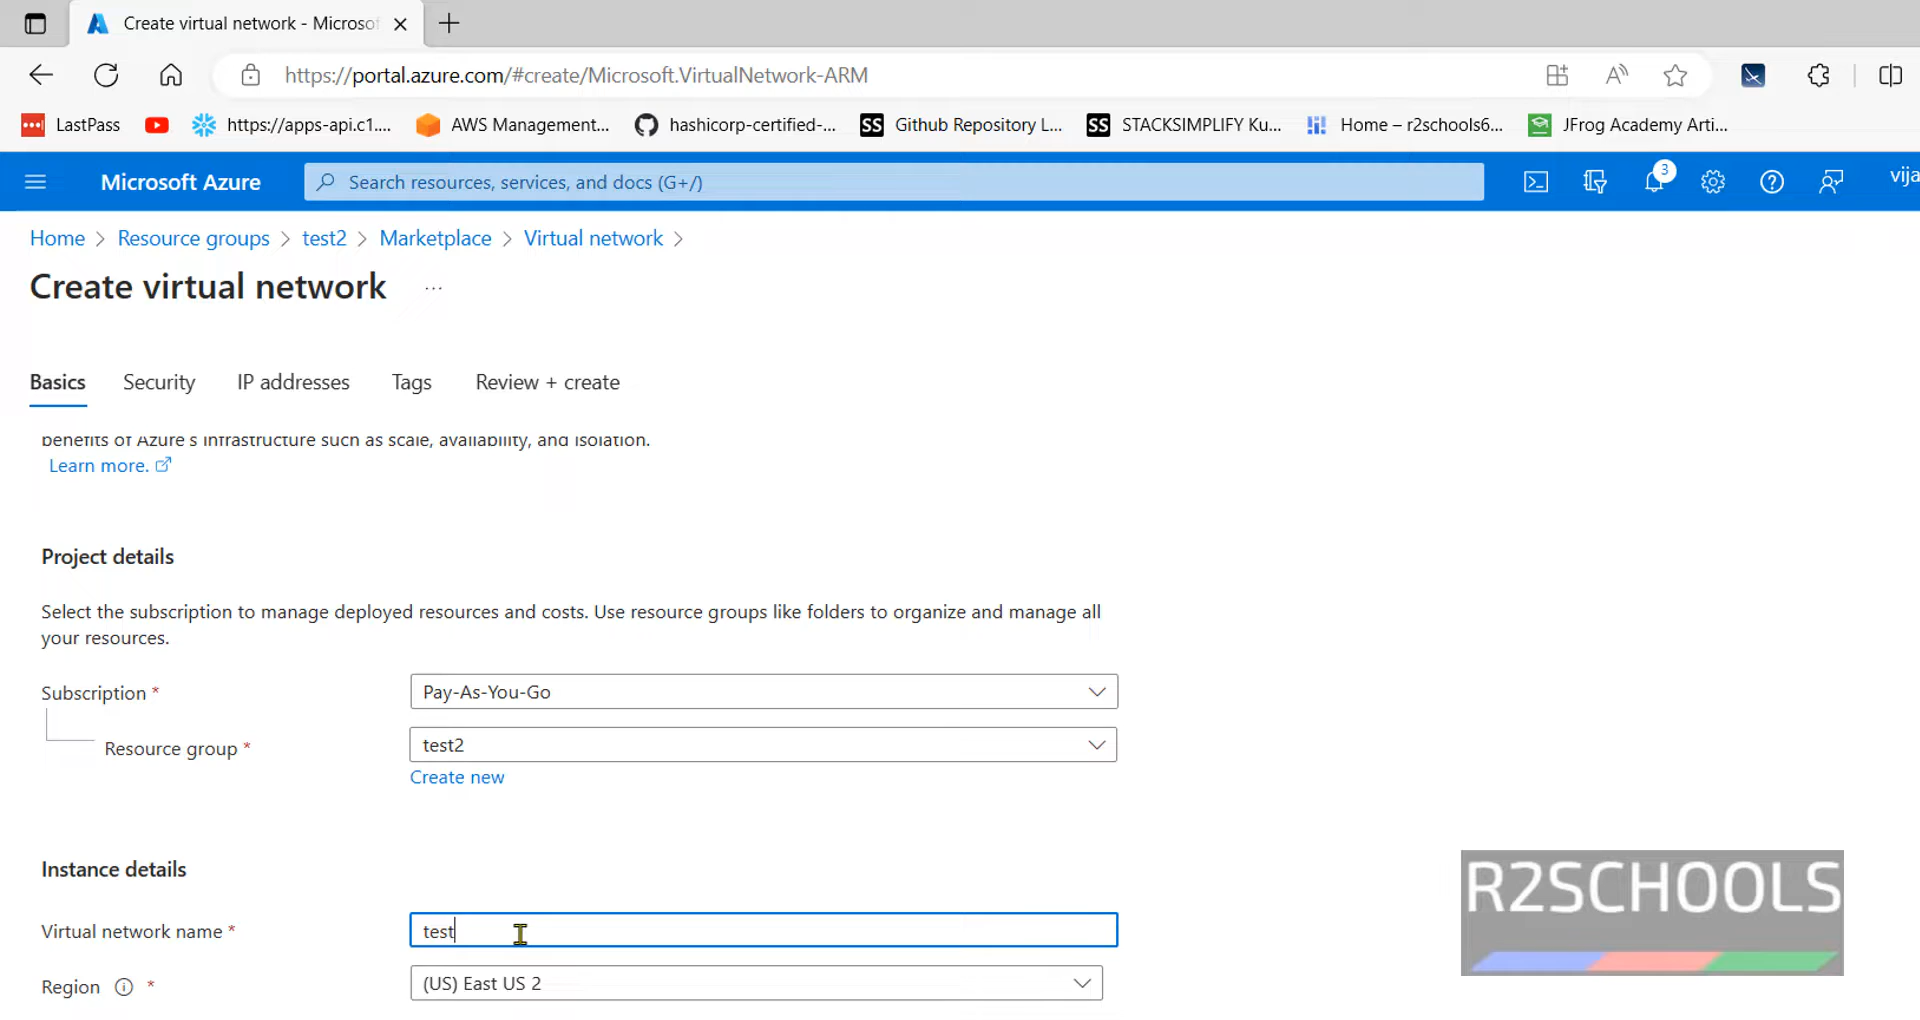 Create virtual network - Microsof
https://portal.azure.com/#create/Microsoft.VirtualNetwork-ARM
LastPass https://apps-api.c1.... AWS Management... hashicorp-certified-... SS Github Repository L... SS STACKSIMPLIFY Ku... Home – r2schools6... JFrog Academy Arti...
Microsoft Azure Search resources, services, and docs (G+/) 3 vija
Home > Resource groups > test2 > Marketplace > Virtual network >
Create virtual network ...
Basics Security IP addresses Tags Review + create
benefits of Azure's infrastructure such as scale, availability, and isolation.
Learn more.
Project details
Select the subscription to manage deployed resources and costs. Use resource groups like folders to organize and manage all
your resources.
Subscription * Pay-As-You-Go
Resource group * test2
Create new
Instance details
Virtual network name * test
Region * (US) East US 2
R2SCHOOLS